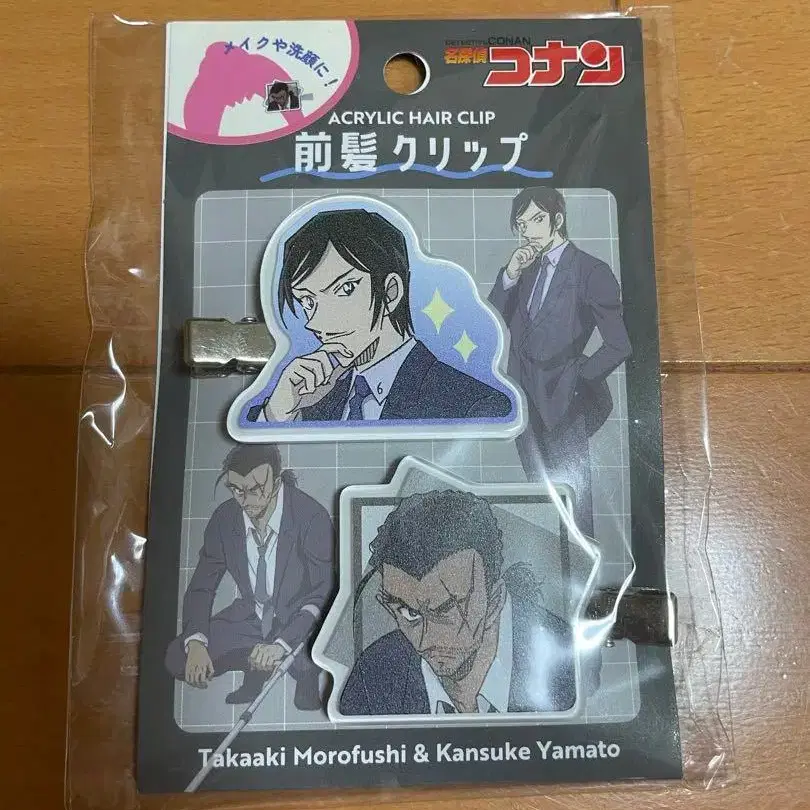 メイクや洗顔に!
DETECTIVE CONAN
名探偵
コナン
ACRYLIC HAIR CLIP
前髪クリップ
6
Takaaki Morofushi & Kansuke Yamato